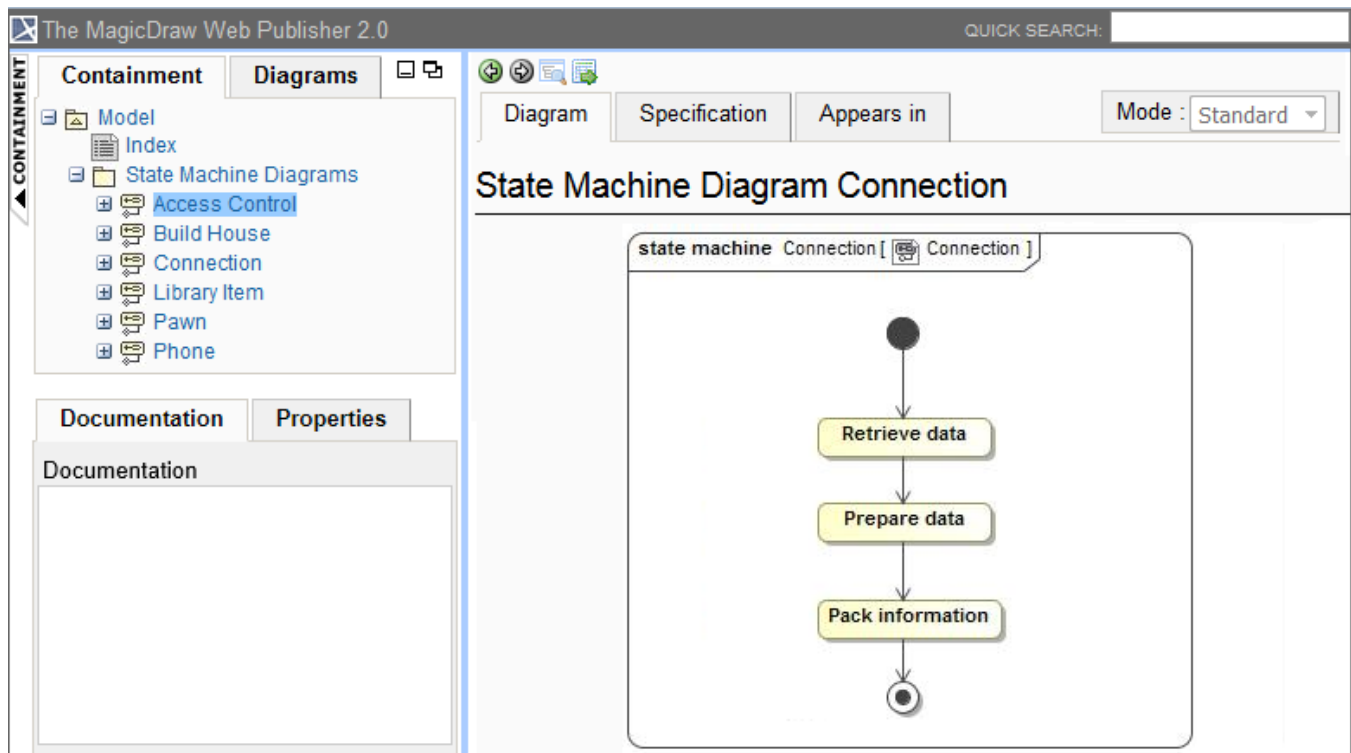 The MagicDraw Web Publisher 2.0
QUICK SEARCH:
CONTAINMENT
Containment
Diagrams
Model
Index
State Machine Diagrams
Access Control
Build House
Connection
Library Item
Pawn
Phone
Documentation
Properties
Documentation
Diagram
Specification
Appears in
Mode : Standard
State Machine Diagram Connection
state machine Connection [ Connection ]
Retrieve data
Prepare data
Pack information